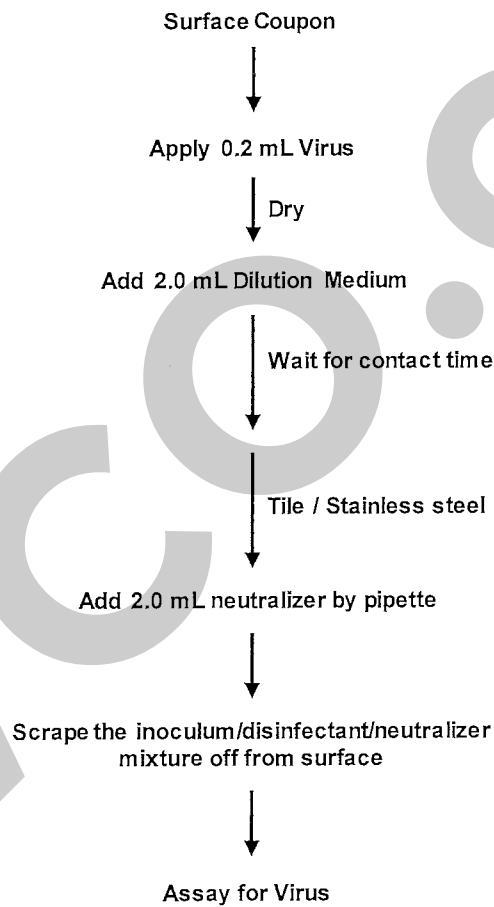 Surface Coupon
Apply 0.2 mL Virus
Dry
Add 2.0 mL Dilution Medium
Wait for contact time
Tile / Stainless steel
Add 2.0 mL neutralizer by pipette
Scrape the inoculum/disinfectant/neutralizer
mixture off from surface
Assay for Virus